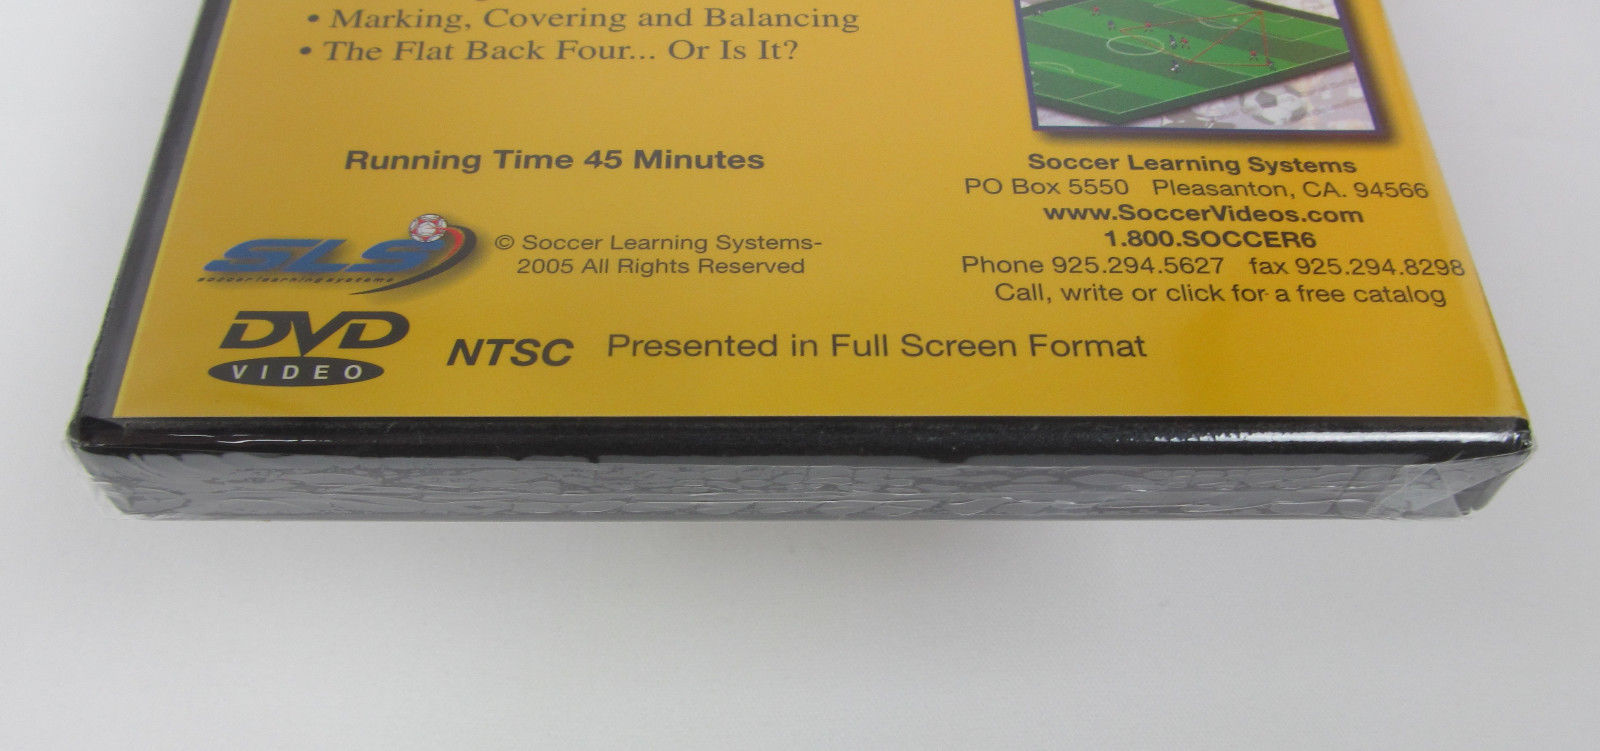 • Marking, Covering and Balancing
• The Flat Back Four... Or Is It?
Running Time 45 Minutes
SLS
soccerlearningsystems
© Soccer Learning Systems-
2005 All Rights Reserved
Soccer Learning Systems
PO Box 5550 Pleasanton, CA. 94566
www.SoccerVideos.com
1.800.SOCCER6
Phone 925.294.5627 fax 925.294.8298
Call, write or click for a free catalog
DVD
VIDEO
NTSC
Presented in Full Screen Format